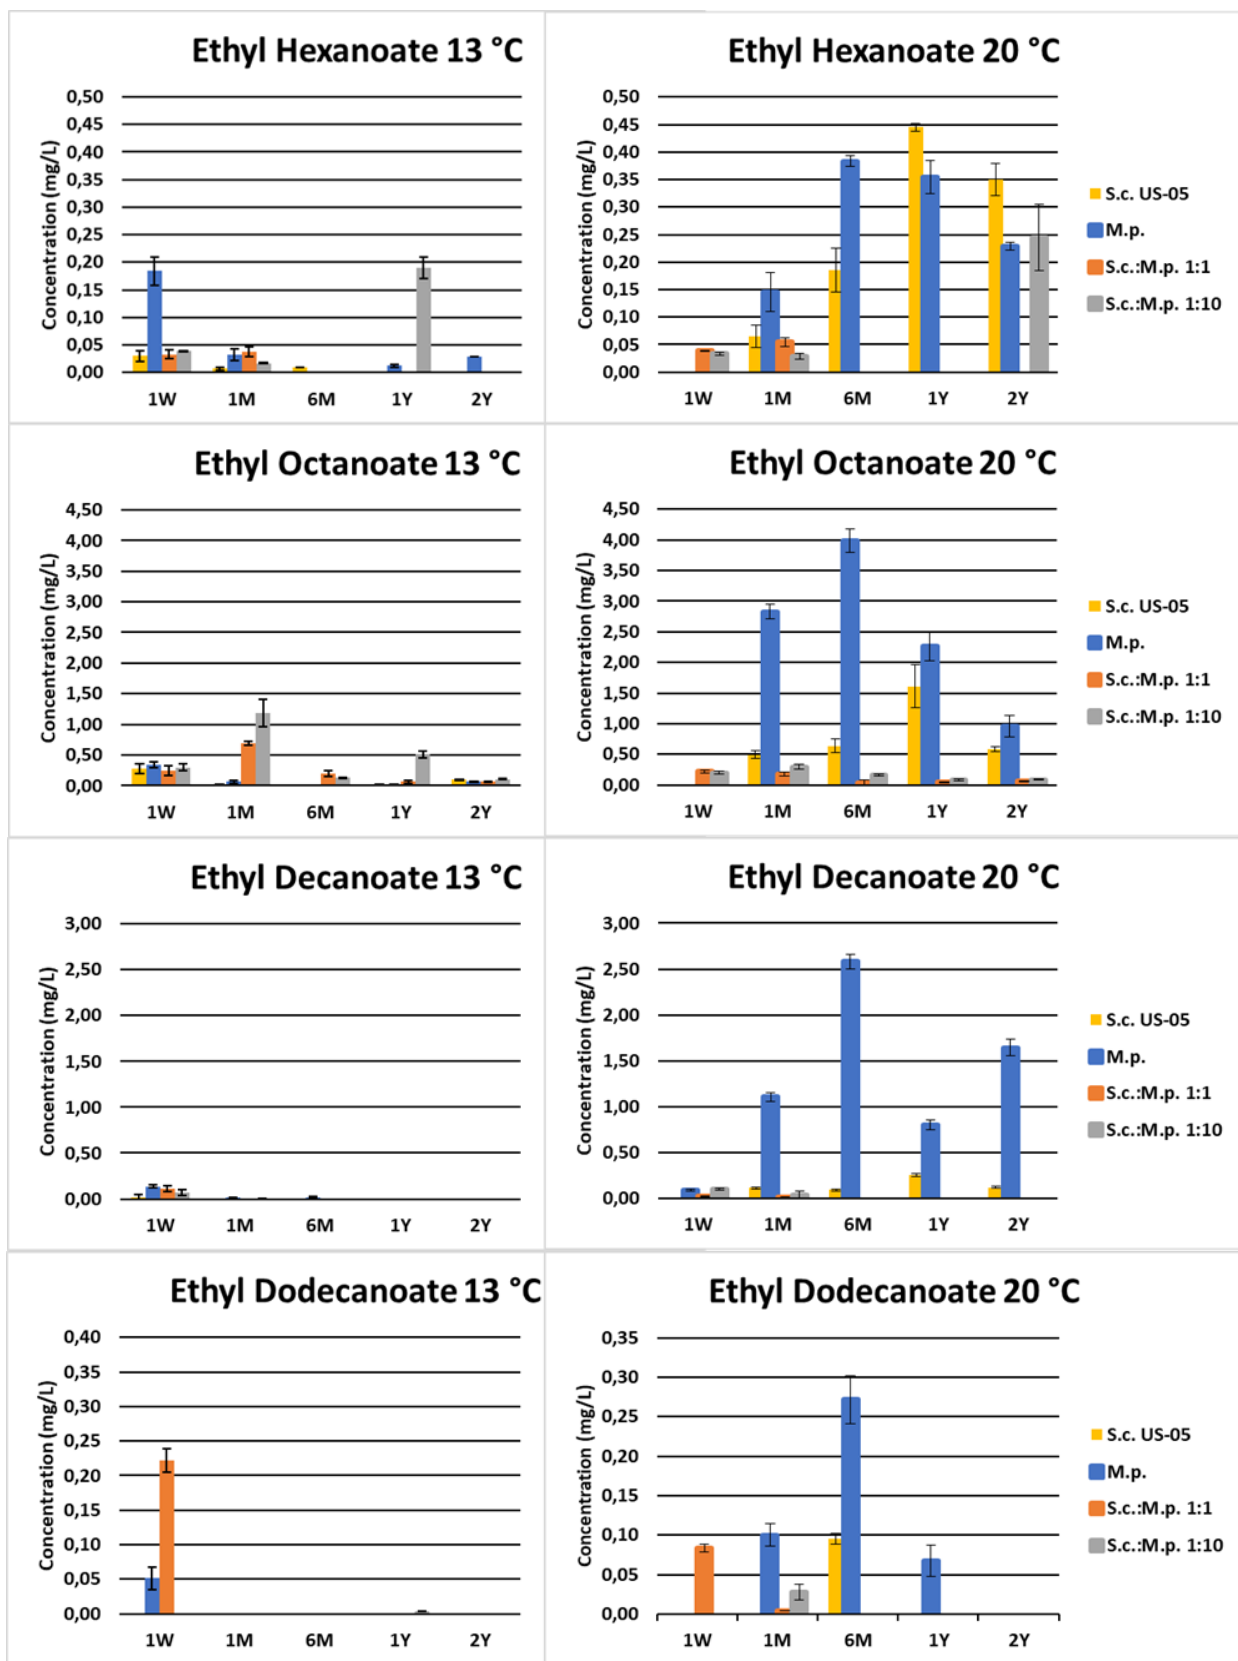 Ethyl Hexanoate 13 °C
Concentration (mg/L)
0,50
0,45
0,40
0,35
0,30
0,25
0,20
0,15
0,10
0,05
0,00
1W 1M 6M 1Y 2Y
Ethyl Hexanoate 20 °C
Concentration (mg/L)
0,50
0,45
0,40
0,35
0,30
0,25
0,20
0,15
0,10
0,05
0,00
1W 1M 6M 1Y 2Y
S.c. US-05
M.p.
S.c.:M.p. 1:1
S.c.:M.p. 1:10
Ethyl Octanoate 13 °C
Concentration (mg/L)
4,50
4,00
3,50
3,00
2,50
2,00
1,50
1,00
0,50
0,00
1W 1M 6M 1Y 2Y
Ethyl Octanoate 20 °C
Concentration (mg/L)
4,50
4,00
3,50
3,00
2,50
2,00
1,50
1,00
0,50
0,00
1W 1M 6M 1Y 2Y
S.c. US-05
M.p.
S.c.:M.p. 1:1
S.c.:M.p. 1:10
Ethyl Decanoate 13 °C
Concentration (mg/L)
3,00
2,50
2,00
1,50
1,00
0,50
0,00
1W 1M 6M 1Y 2Y
Ethyl Decanoate 20 °C
Concentration (mg/L)
3,00
2,50
2,00
1,50
1,00
0,50
0,00
1W 1M 6M 1Y 2Y
S.c. US-05
M.p.
S.c.:M.p. 1:1
S.c.:M.p. 1:10
Ethyl Dodecanoate 13 °C
Concentration (mg/L)
0,40
0,35
0,30
0,25
0,20
0,15
0,10
0,05
0,00
1W 1M 6M 1Y 2Y
Ethyl Dodecanoate 20 °C
Concentration (mg/L)
0,35
0,30
0,25
0,20
0,15
0,10
0,05
0,00
1W 1M 6M 1Y 2Y
S.c. US-05
M.p.
S.c.:M.p. 1:1
S.c.:M.p. 1:10